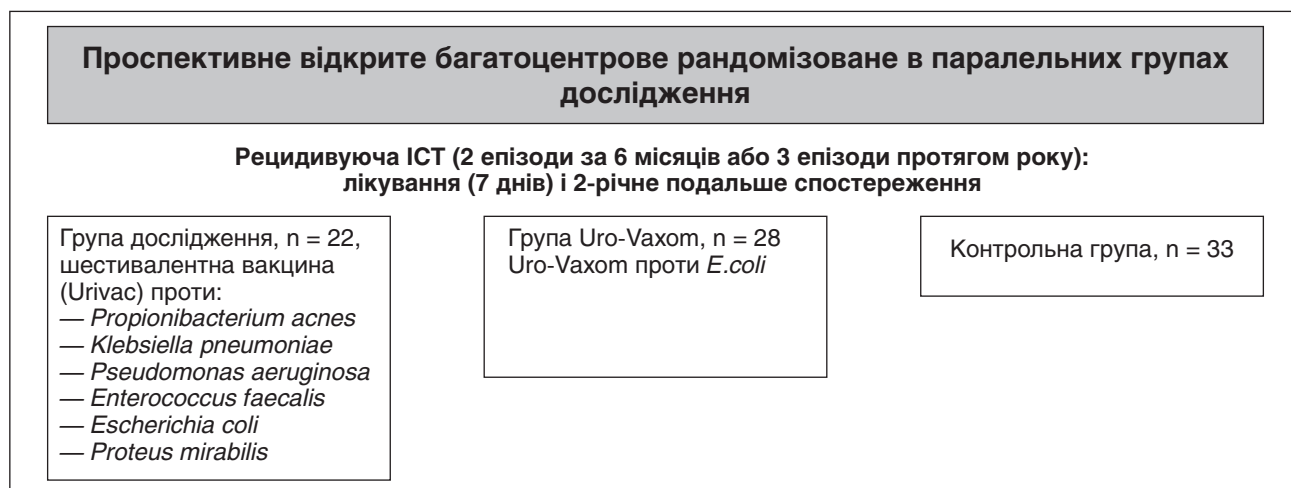 Проспективне відкрите багатоцентрове рандомізоване в паралельних групах
дослідження
Рецидивуюча ІСТ (2 епізоди за 6 місяців або 3 епізоди протягом року):
лікування (7 днів) і 2-річне подальше спостереження
Група дослідження, n = 22,
шестивалентна вакцина
(Urivac) проти:
— Propionibacterium acnes
— Klebsiella pneumoniae
— Pseudomonas aeruginosa
— Enterococcus faecalis
— Escherichia coli
— Proteus mirabilis
Група Uro-Vaxom, n = 28
Uro-Vaxom проти E.coli
Контрольна група, n = 33